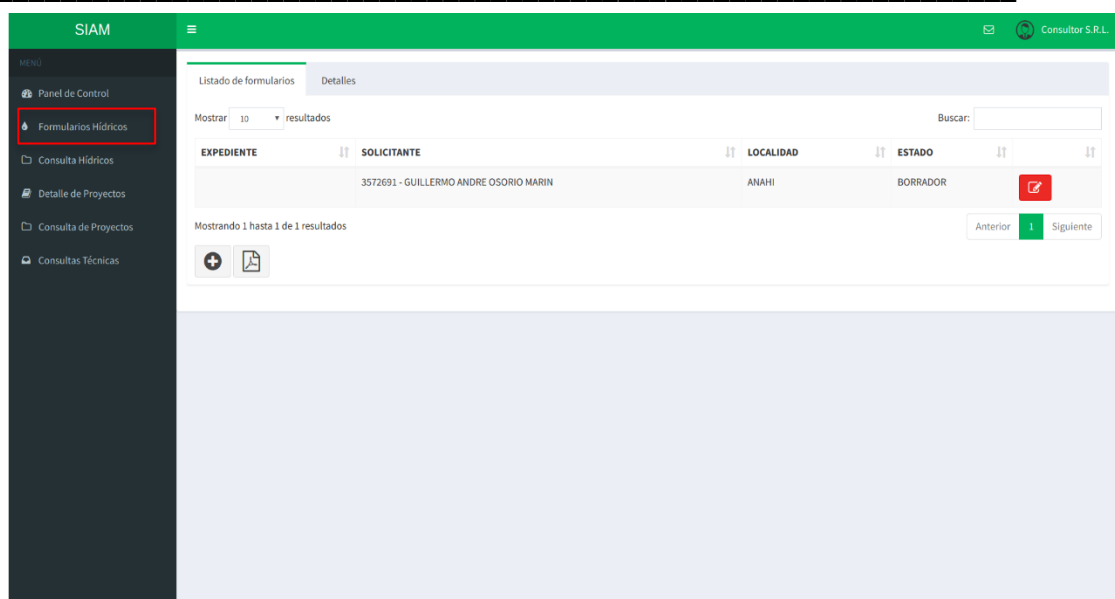 SIAM
Consultor S.R.L.
MENÚ
Panel de Control
Formularios Hídricos
Consulta Hídricos
Detalle de Proyectos
Consulta de Proyectos
Consultas Técnicas
Listado de formularios Detalles
Mostrar 10 resultados Buscar:
EXPEDIENTE SOLICITANTE LOCALIDAD ESTADO
3572691 - GUILLERMO ANDRE OSORIO MARIN ANAHI BORRADOR
Mostrando 1 hasta 1 de 1 resultados Anterior 1 Siguiente